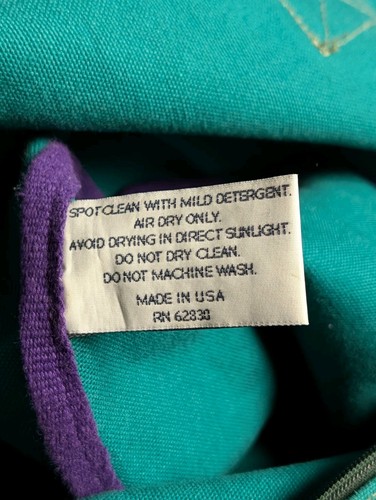 SPOT CLEAN WITH MILD DETERGENT.
AIR DRY ONLY.
AVOID DRYING IN DIRECT SUNLIGHT.
DO NOT DRY CLEAN.
DO NOT MACHINE WASH.
MADE IN USA
RN 62830